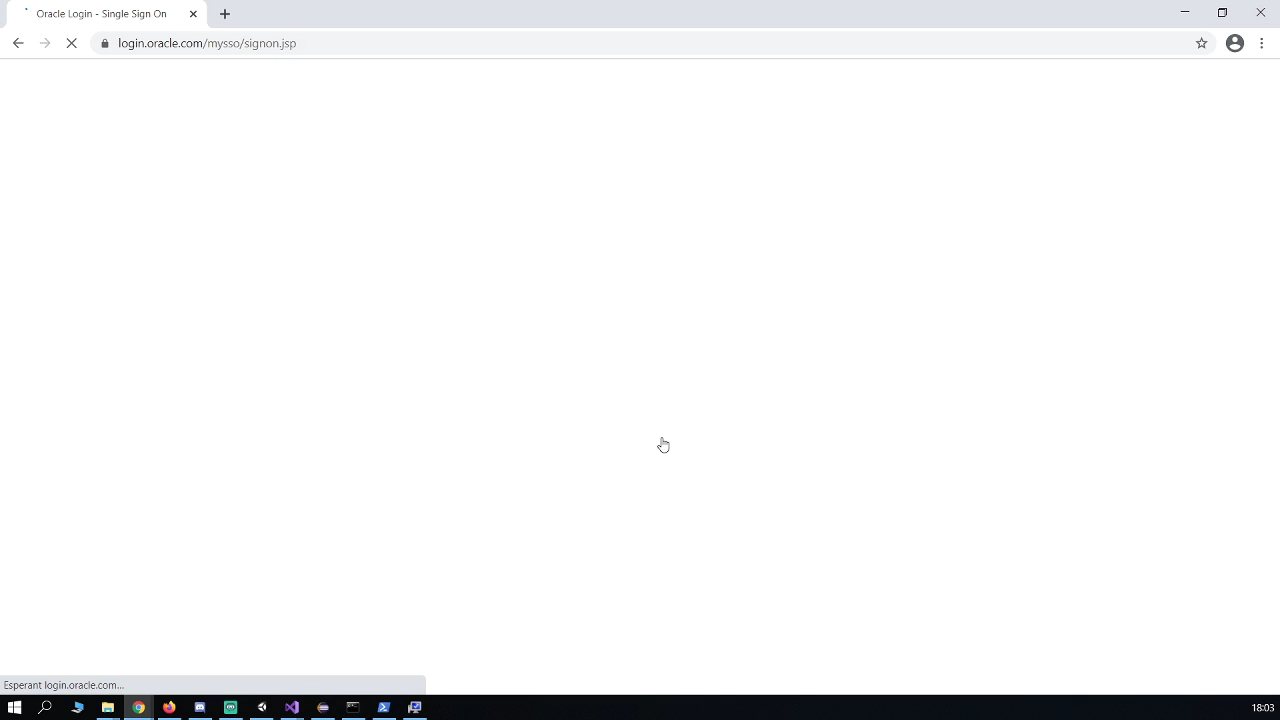 Oracle Login - Single Sign On
login.oracle.com/mysso/signon.jsp
Esperant login.oracle.com...
18:03